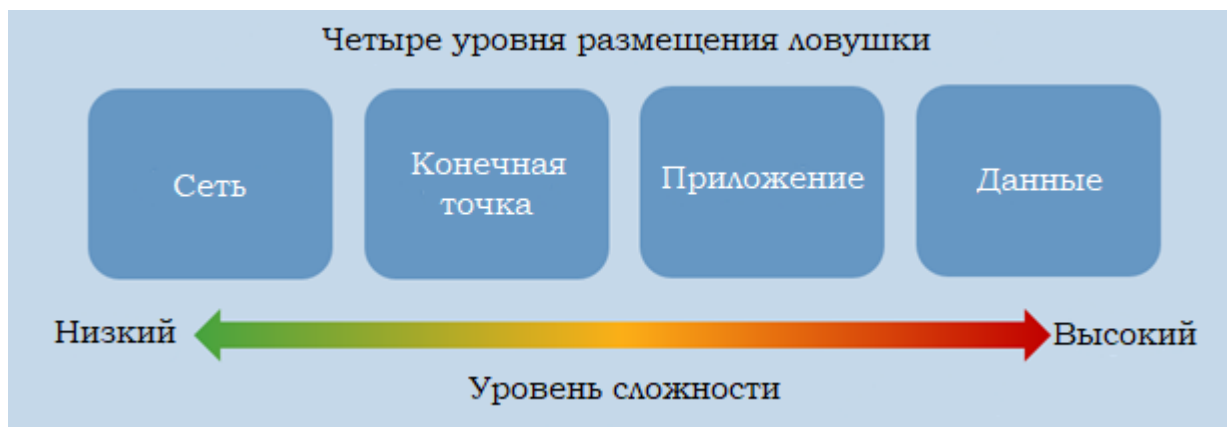 Четыре уровня размещения ловушки
Сеть
Конечная
точка
Приложение
Данные
Низкий
Высокий
Уровень сложности